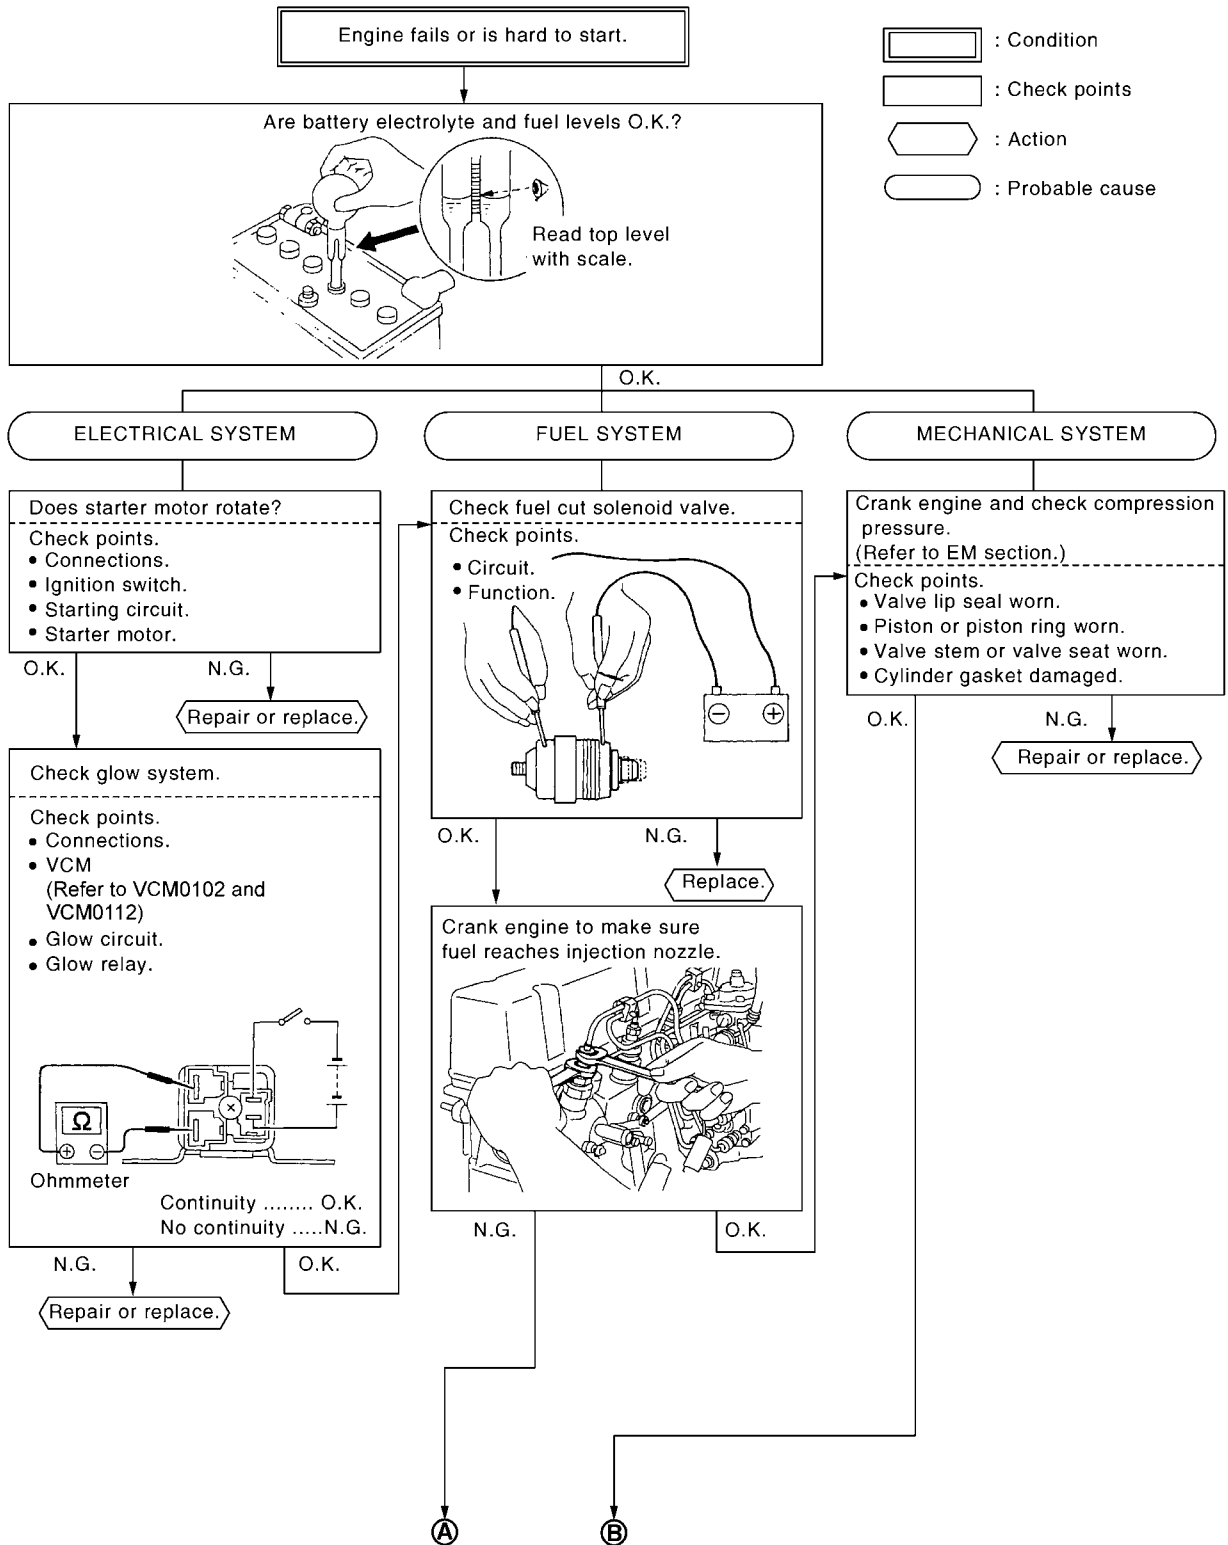 Engine fails or is hard to start.
: Condition
: Check points
: Action
: Probable cause
Are battery electrolyte and fuel levels O.K.?
Read top level
with scale.
O.K.
ELECTRICAL SYSTEM
Does starter motor rotate?
Check points.
• Connections.
• Ignition switch.
• Starting circuit.
• Starter motor.
O.K.
N.G.
Repair or replace.
Check glow system.
Check points.
• Connections.
• VCM
(Refer to VCM0102 and
VCM0112)
• Glow circuit.
• Glow relay.
Ω
+ −
Ohmmeter
Continuity ........ O.K.
No continuity .....N.G.
N.G.
O.K.
Repair or replace.
FUEL SYSTEM
Check fuel cut solenoid valve.
Check points.
• Circuit.
• Function.
− +
O.K.
N.G.
Replace.
Crank engine to make sure
fuel reaches injection nozzle.
N.G.
O.K.
MECHANICAL SYSTEM
Crank engine and check compression
pressure.
(Refer to EM section.)
Check points.
• Valve lip seal worn.
• Piston or piston ring worn.
• Valve stem or valve seat worn.
• Cylinder gasket damaged.
O.K.
N.G.
Repair or replace.
A
B